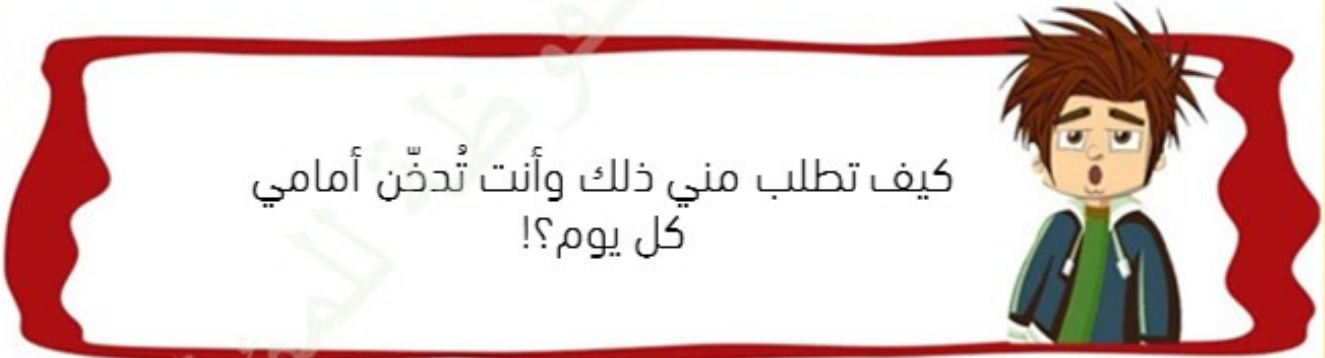 كيف تطلب مني ذلك وأنت تُدخّن أمامي
كل يوم؟!